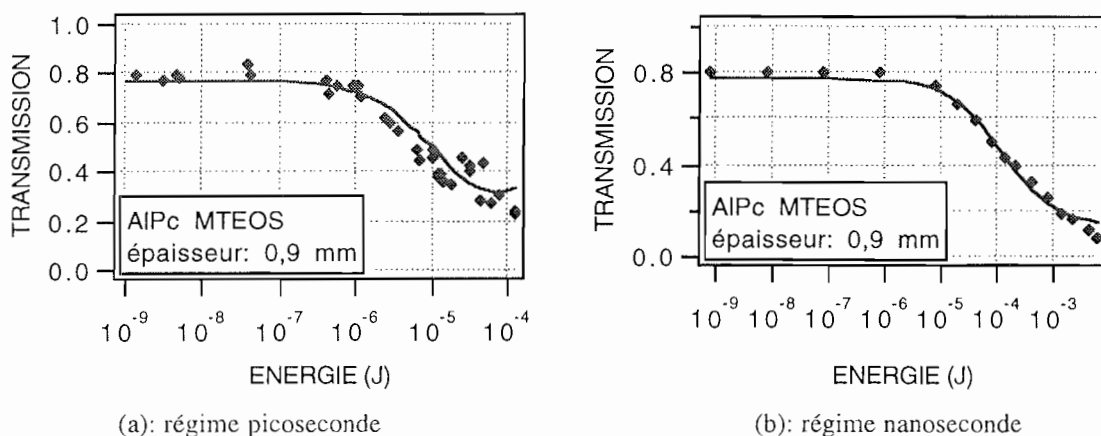 TRANSMISSION
1.0
0.8
0.6
0.4
0.2
0.0
AlPc MTEOS
épaisseur: 0,9 mm
10⁻⁹ 10⁻⁸ 10⁻⁷ 10⁻⁶ 10⁻⁵ 10⁻⁴
ENERGIE (J)
(a): régime picoseconde
TRANSMISSION
0.8
0.4
0.0
AlPc MTEOS
épaisseur: 0,9 mm
10⁻⁹ 10⁻⁸ 10⁻⁷ 10⁻⁶ 10⁻⁵ 10⁻⁴ 10⁻³
ENERGIE (J)
(b): régime nanoseconde